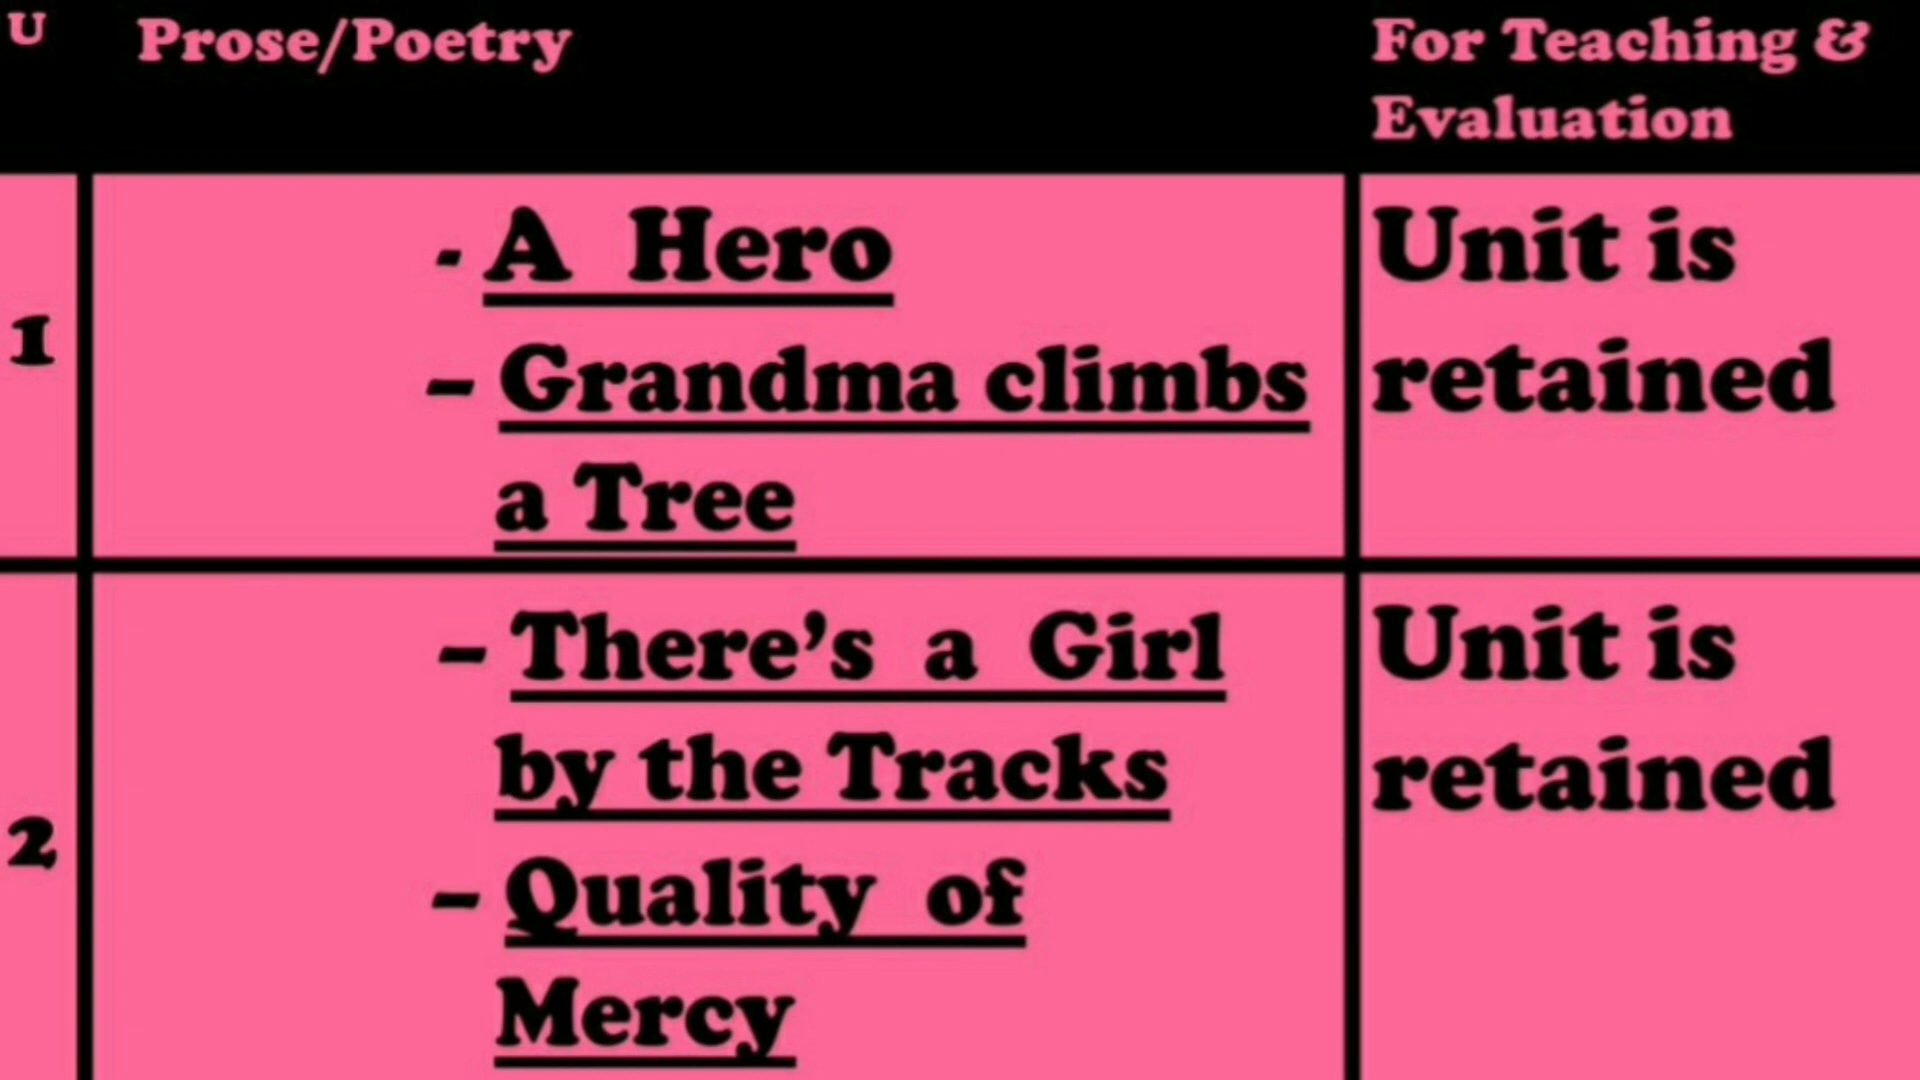 U Prose/Poetry For Teaching &
Evaluation
1
- A Hero
– Grandma climbs
a Tree
Unit is
retained
2
– There’s a Girl
by the Tracks
– Quality of
Mercy
Unit is
retained